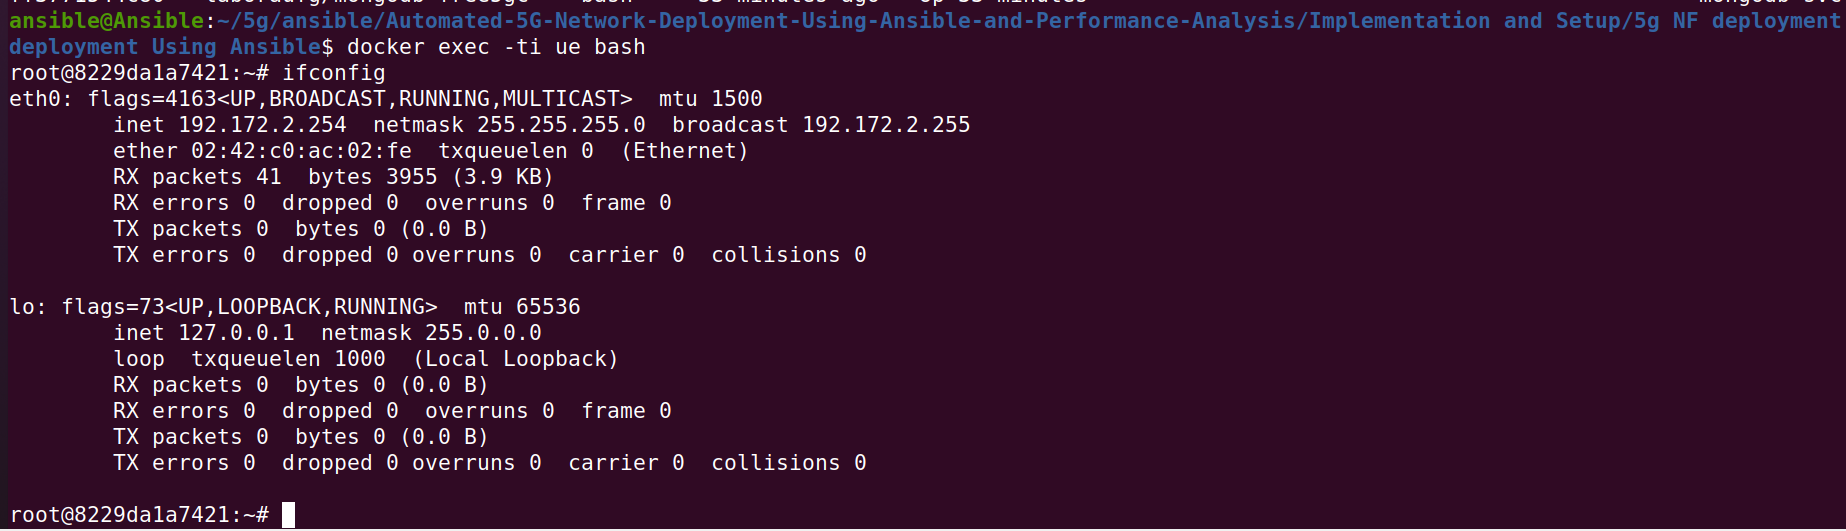 ansible@Ansible:~/5g/ansible/Automated-5G-Network-Deployment-Using-Ansible-and-Performance-Analysis/Implementation and Setup/5g NF deployment
deployment Using Ansible$ docker exec -ti ue bash
root@8229da1a7421:~# ifconfig
eth0: flags=4163<UP,BROADCAST,RUNNING,MULTICAST>  mtu 1500
        inet 192.172.2.254  netmask 255.255.255.0  broadcast 192.172.2.255
        ether 02:42:c0:ac:02:fe  txqueuelen 0  (Ethernet)
        RX packets 41  bytes 3955 (3.9 KB)
        RX errors 0  dropped 0  overruns 0  frame 0
        TX packets 0  bytes 0 (0.0 B)
        TX errors 0  dropped 0 overruns 0  carrier 0  collisions 0

lo: flags=73<UP,LOOPBACK,RUNNING>  mtu 65536
        inet 127.0.0.1  netmask 255.0.0.0
        loop  txqueuelen 1000  (Local Loopback)
        RX packets 0  bytes 0 (0.0 B)
        RX errors 0  dropped 0  overruns 0  frame 0
        TX packets 0  bytes 0 (0.0 B)
        TX errors 0  dropped 0 overruns 0  carrier 0  collisions 0

root@8229da1a7421:~#